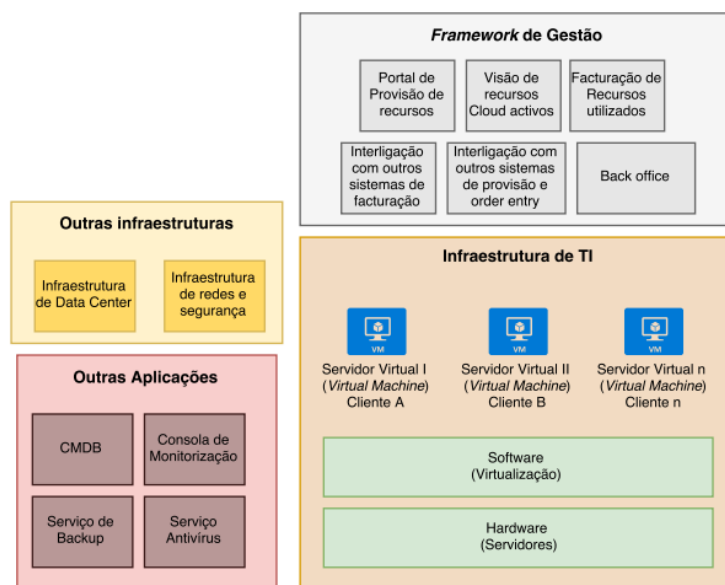 Framework de Gestão
Portal de
Provisão de
recursos
Visão de
recursos
Cloud activos
Facturação de
Recursos
utilizados
Interligação
com outros
sistemas de
facturação
Interligação com
outros sistemas
de provisão e
order entry
Back office
Outras infraestruturas
Infraestrutura
de Data Center
Infraestrutura
de redes e
segurança
Infraestrutura de TI
VM
Servidor Virtual I
(Virtual Machine)
Cliente A
VM
Servidor Virtual II
(Virtual Machine)
Cliente B
VM
Servidor Virtual n
(Virtual Machine)
Cliente n
Software
(Virtualização)
Hardware
(Servidores)
Outras Aplicações
CMDB
Consola de
Monitorização
Serviço de
Backup
Serviço
Antivírus